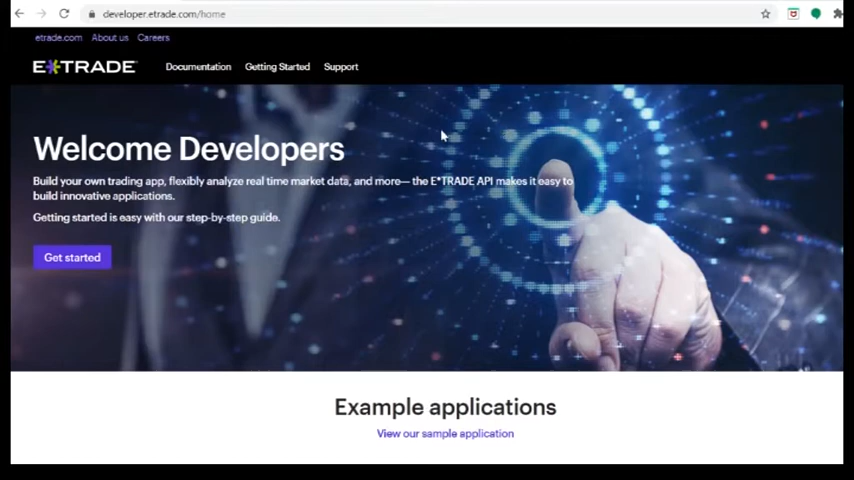 developer.etrade.com/home
etrade.com About us Careers
E*TRADE Documentation Getting Started Support
Welcome Developers
Build your own trading app, flexibly analyze real time market data, and more— the E*TRADE API makes it easy to
build innovative applications.
Getting started is easy with our step-by-step guide.
Get started
Example applications
View our sample application